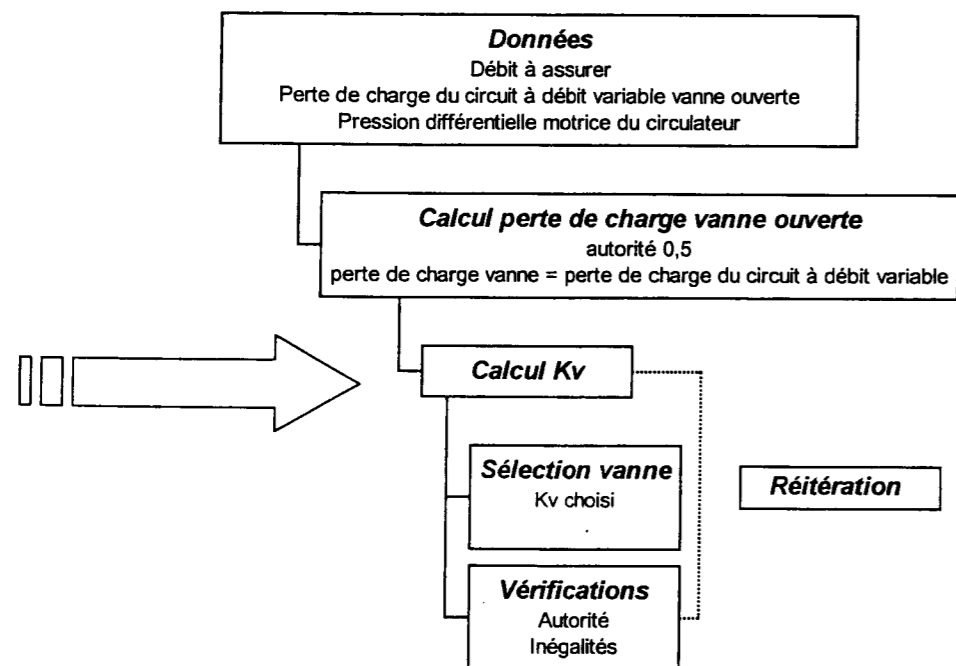 Données
Débit à assurer
Perte de charge du circuit à débit variable vanne ouverte
Pression différentielle motrice du circulateur
Calcul perte de charge vanne ouverte
autorité 0,5
perte de charge vanne = perte de charge du circuit à débit variable
Calcul Kv
Sélection vanne
Kv choisi
Réitération
Vérifications
Autorité
Inégalités